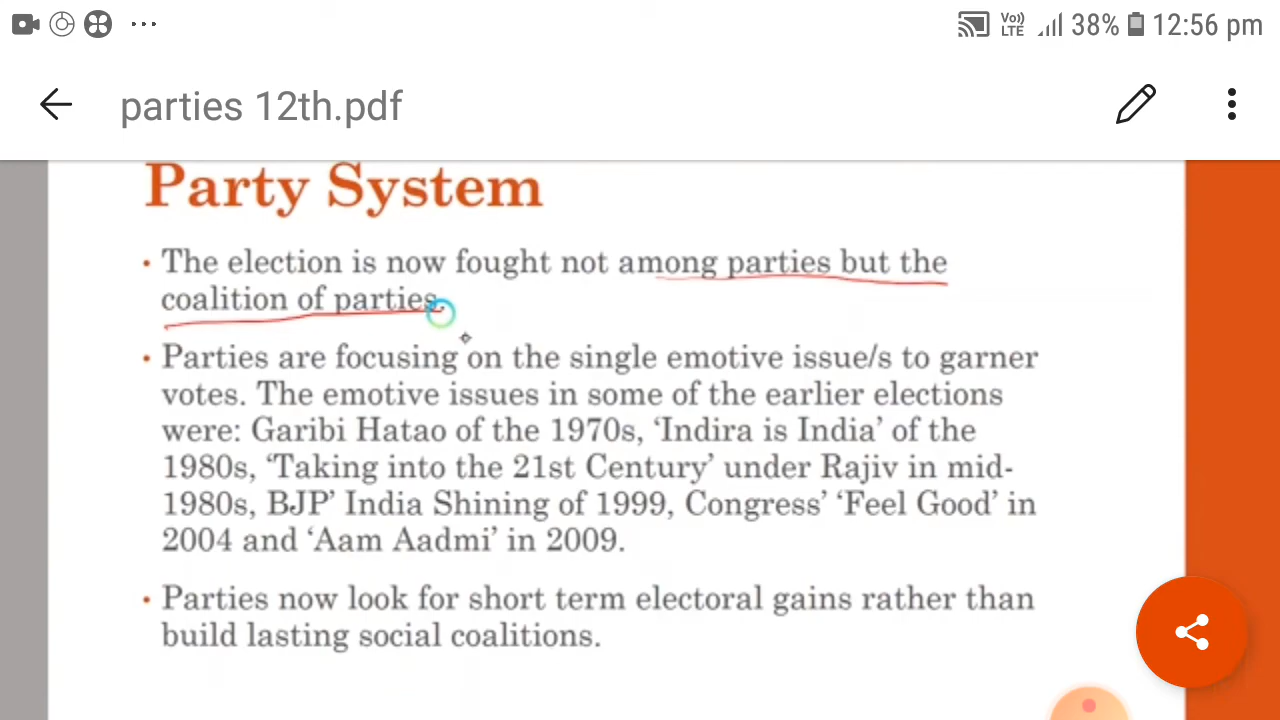 Vo)) LTE 38% 12:56 pm
parties 12th.pdf
Party System
• The election is now fought not among parties but the
coalition of parties.
• Parties are focusing on the single emotive issue/s to garner
votes. The emotive issues in some of the earlier elections
were: Garibi Hatao of the 1970s, ‘Indira is India’ of the
1980s, ‘Taking into the 21st Century’ under Rajiv in mid-
1980s, BJP’ India Shining of 1999, Congress’ ‘Feel Good’ in
2004 and ‘Aam Aadmi’ in 2009.
• Parties now look for short term electoral gains rather than
build lasting social coalitions.